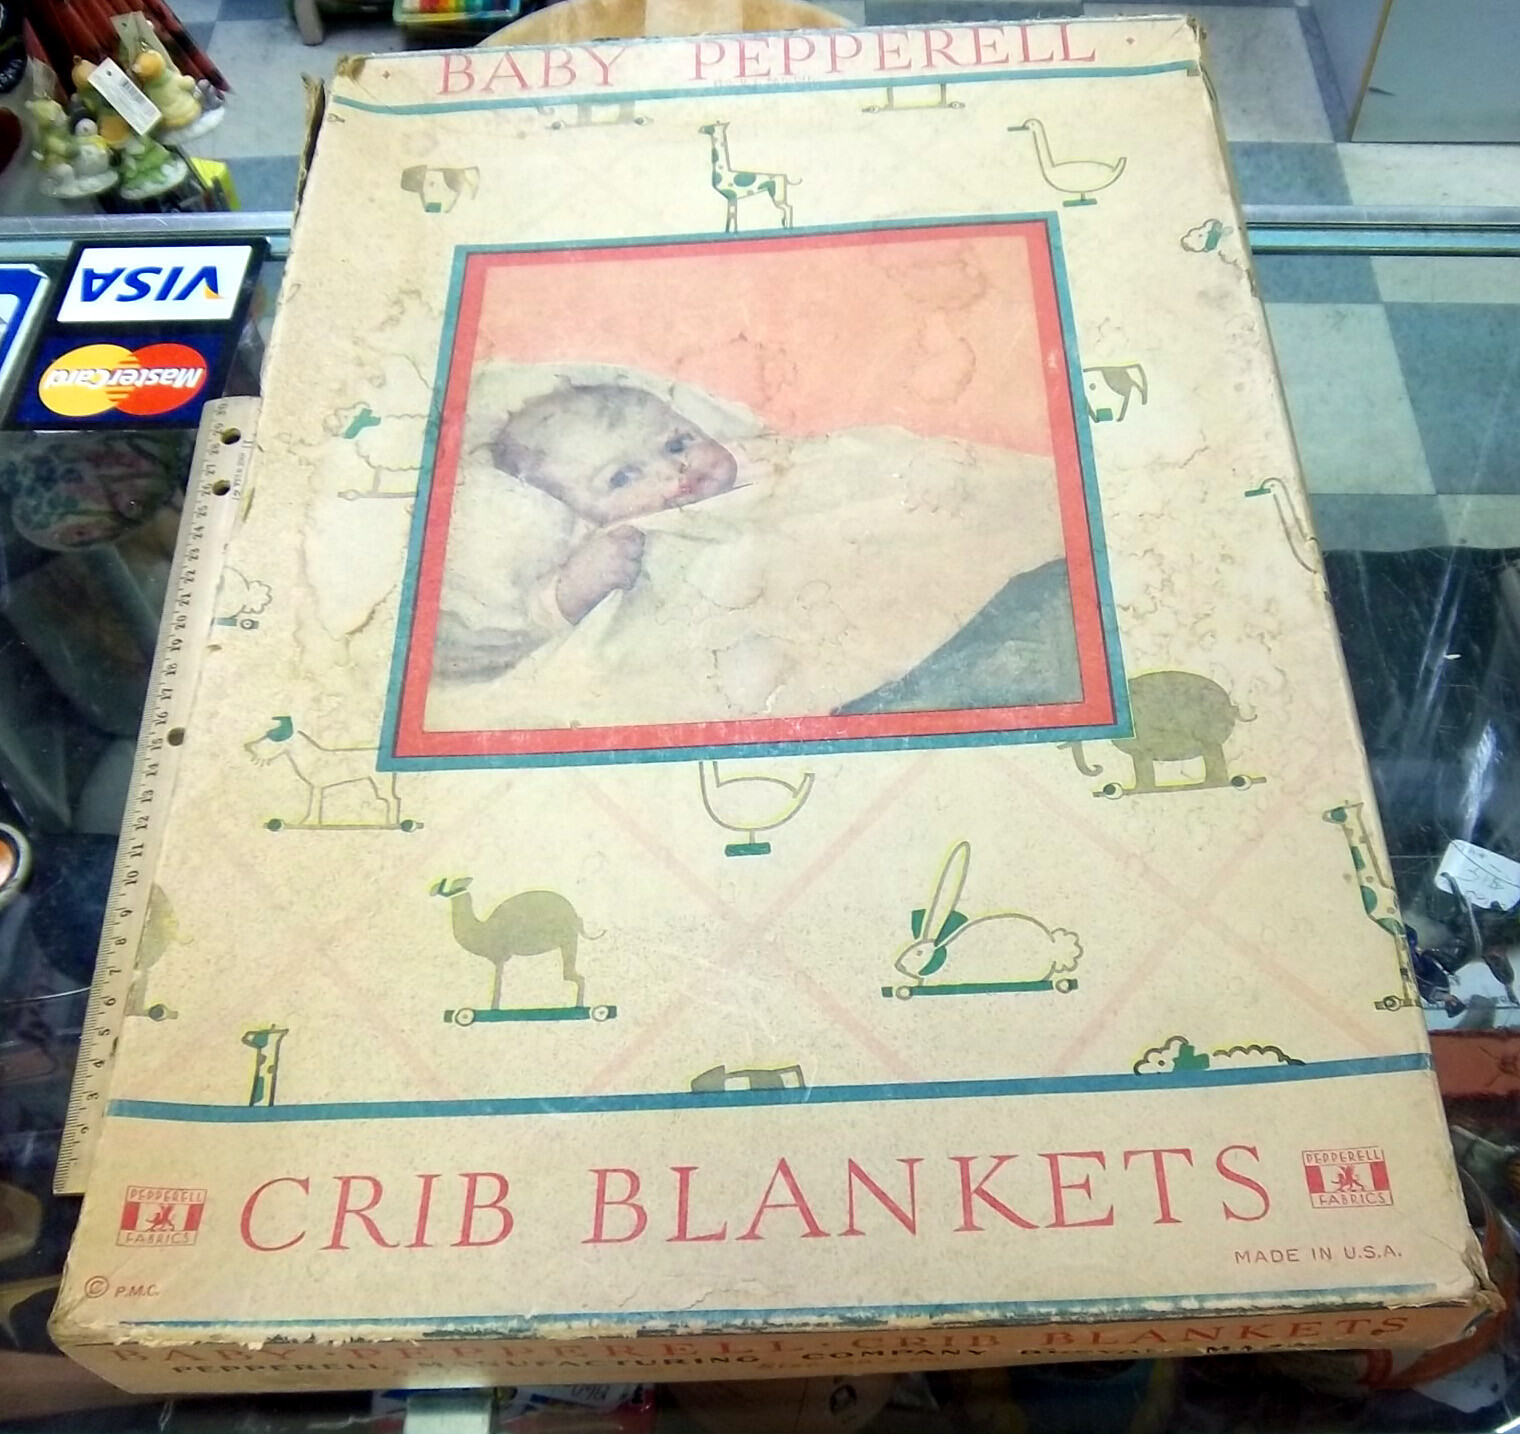 BABY PEPPERELL
VISA
MasterCard
CRIB BLANKETS
PEPPERELL
FABRICS
PEPPERELL
FABRICS
MADE IN U.S.A.
© P.M.C.
BABY · PEPPERELL · CRIB BLANKETS
PEPPERELL MANUFACTURING COMPANY